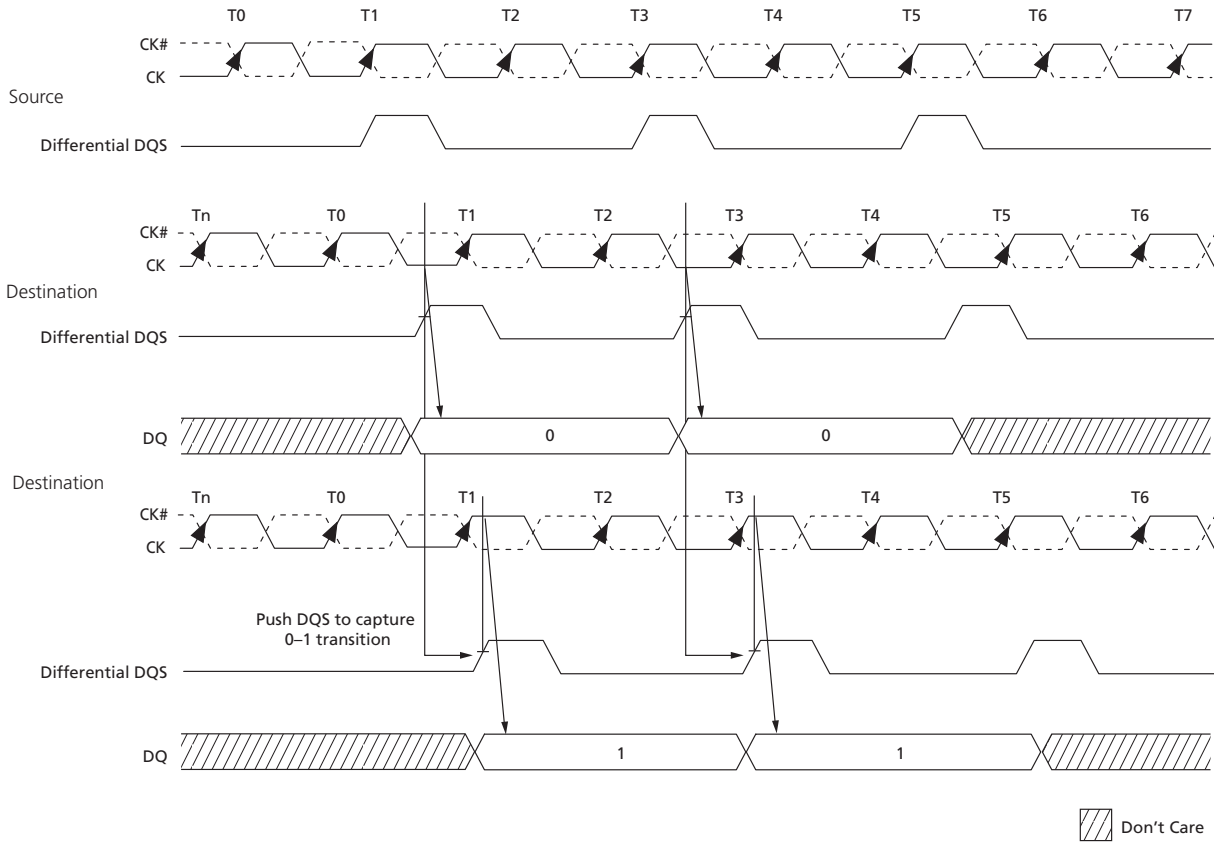 T0 T1 T2 T3 T4 T5 T6 T7
CK#
CK
Source
Differential DQS
Tn T0 T1 T2 T3 T4 T5 T6
CK#
CK
Destination
Differential DQS
DQ 0 0
Destination
Tn T0 T1 T2 T3 T4 T5 T6
CK#
CK
Push DQS to capture
0–1 transition
Differential DQS
DQ 1 1
Don't Care